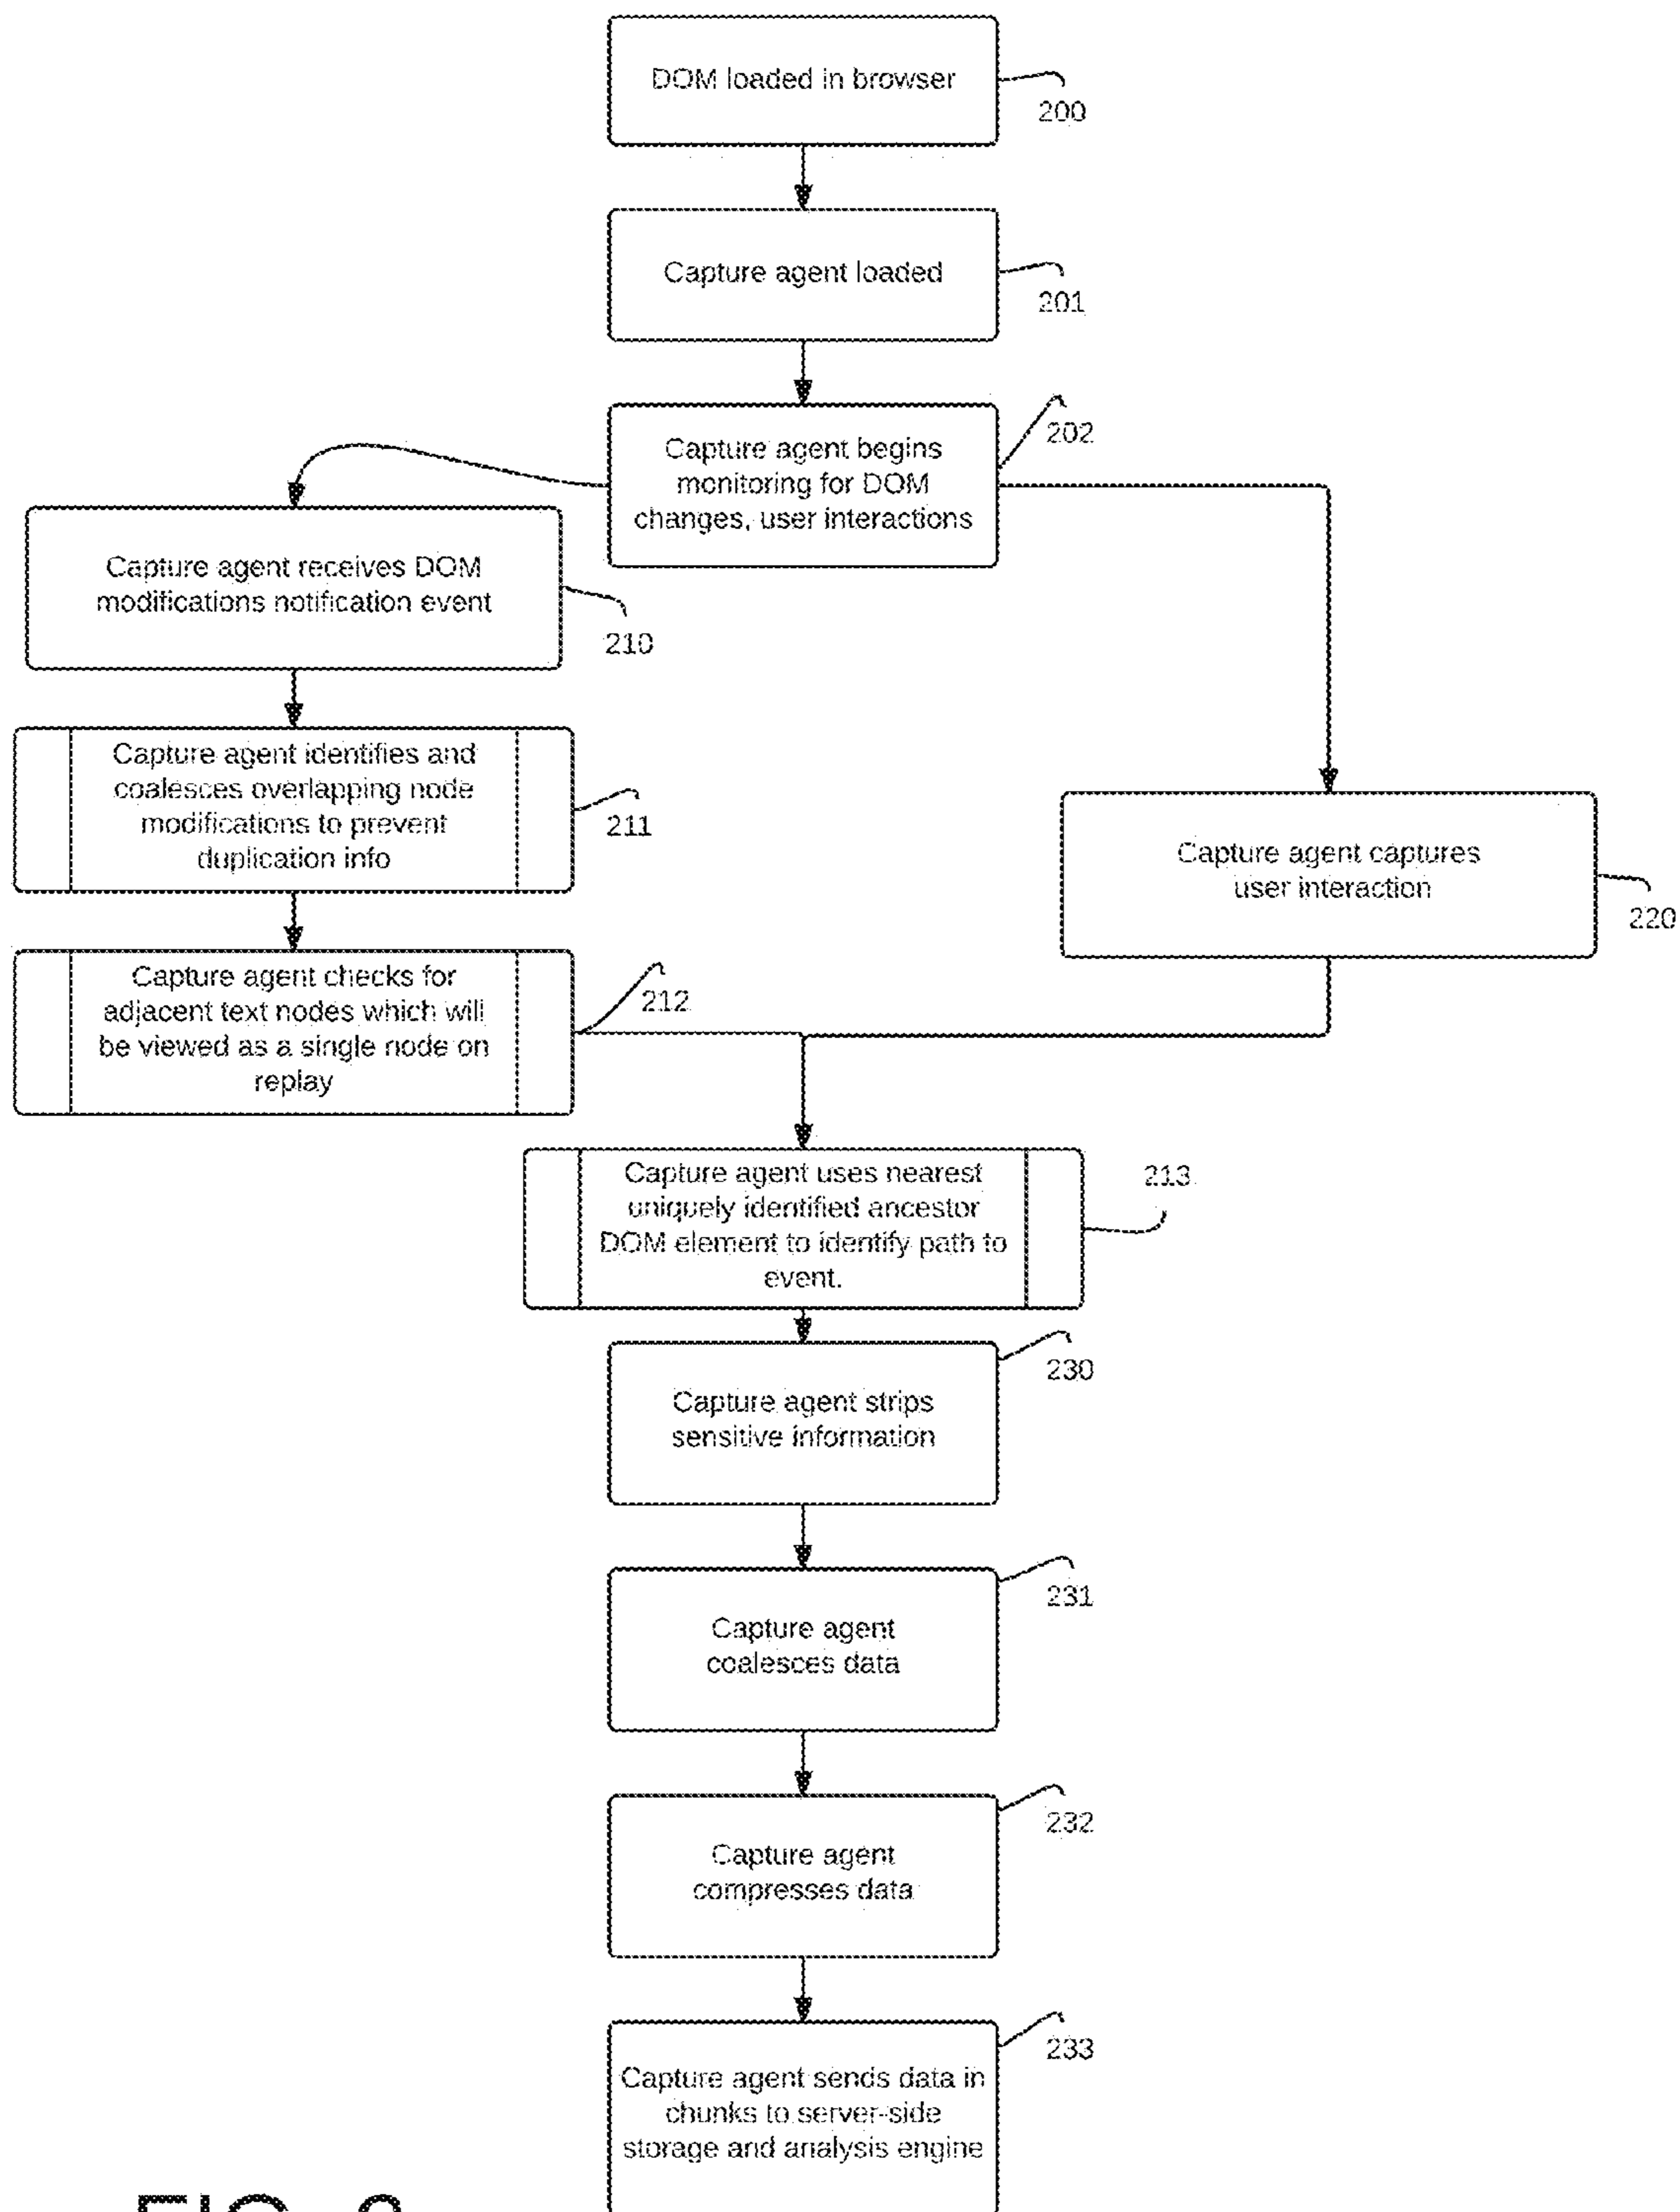 DOM loaded in browser
200
Capture agent loaded
201
Capture agent begins
monitoring for DOM
changes, user interactions
202
Capture agent receives DOM
modifications notification event
210
Capture agent identifies and
coalesces overlapping node
modifications to prevent
duplication info
211
Capture agent captures
user interaction
220
Capture agent checks for
adjacent text nodes which will
be viewed as a single node on
replay
212
Capture agent uses nearest
uniquely identified ancestor
DOM element to identify path to
event.
213
Capture agent strips
sensitive information
230
Capture agent
coalesces data
231
Capture agent
compresses data
232
Capture agent sends data in
chunks to server-side
storage and analysis engine
233
FIG.